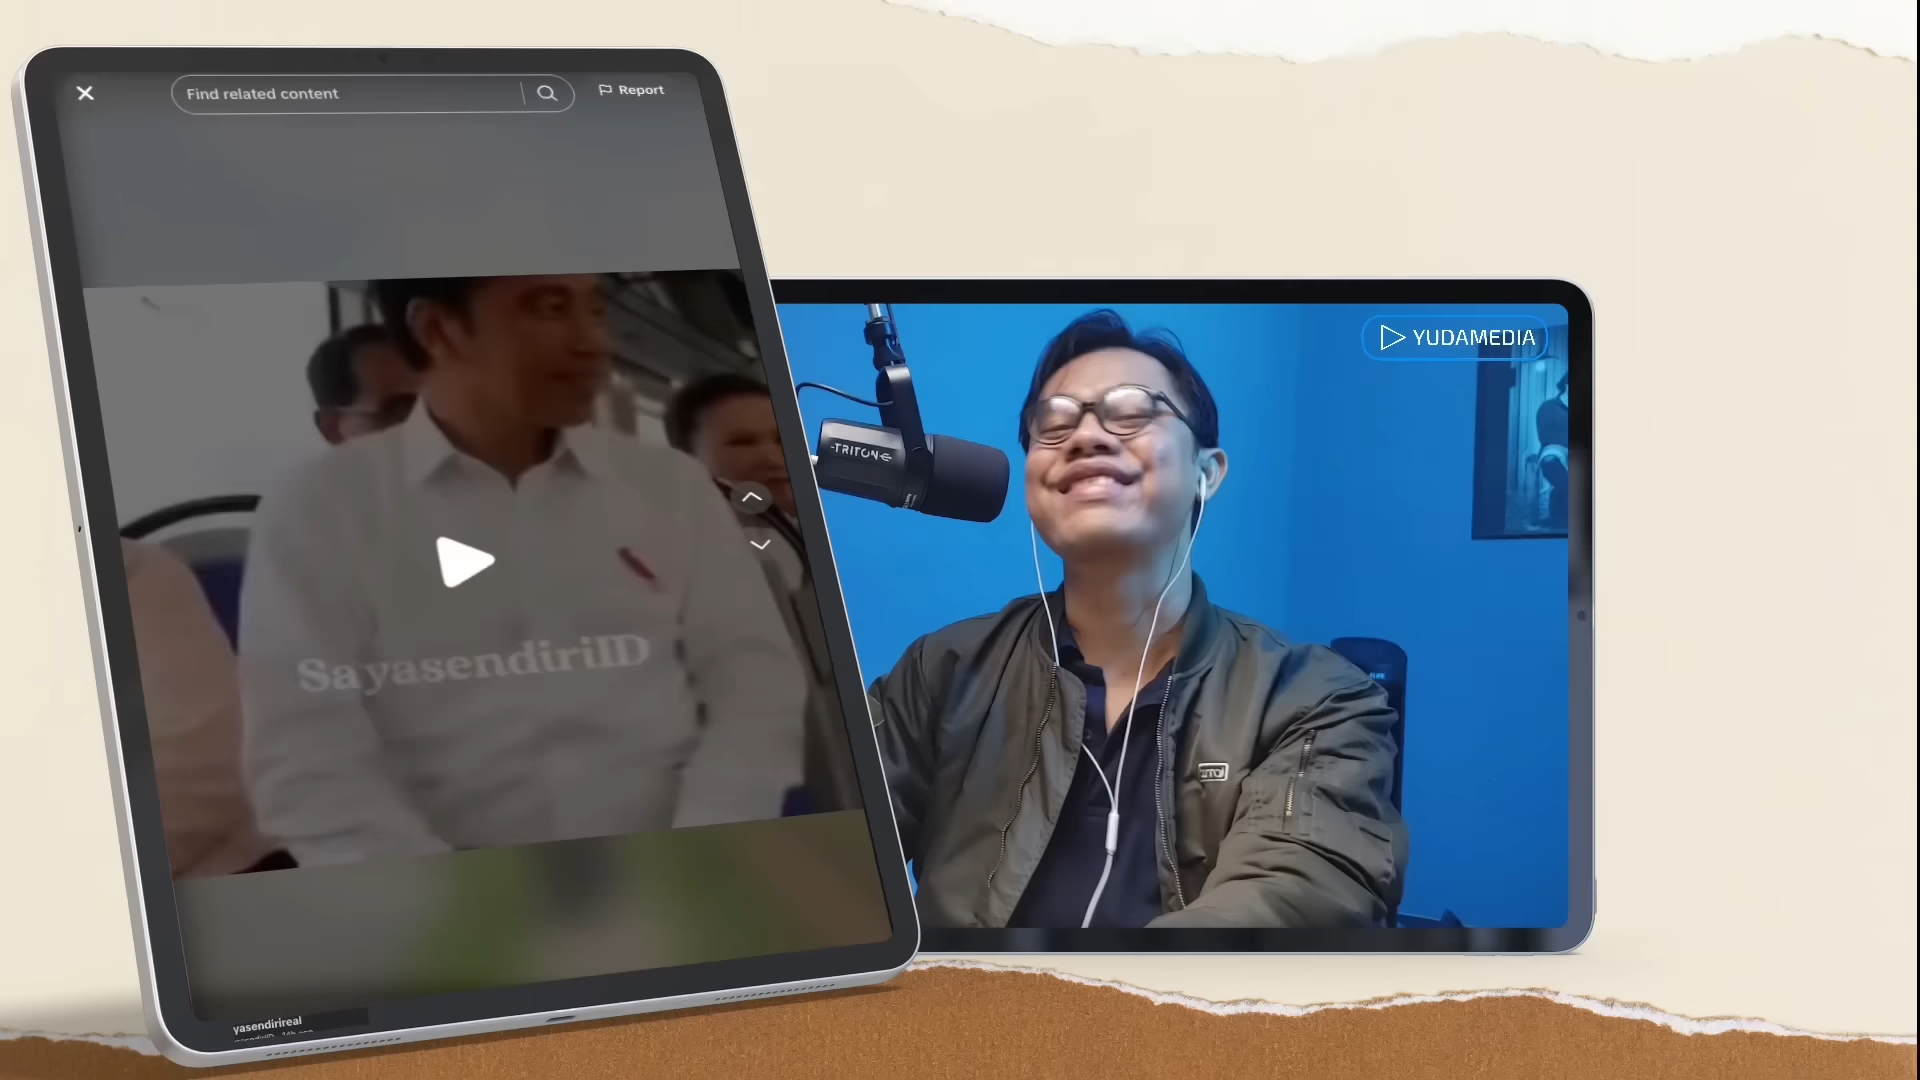 Find related content
Report
YUDAMEDIA
TRITON
SayasendiriID
yasendirireal